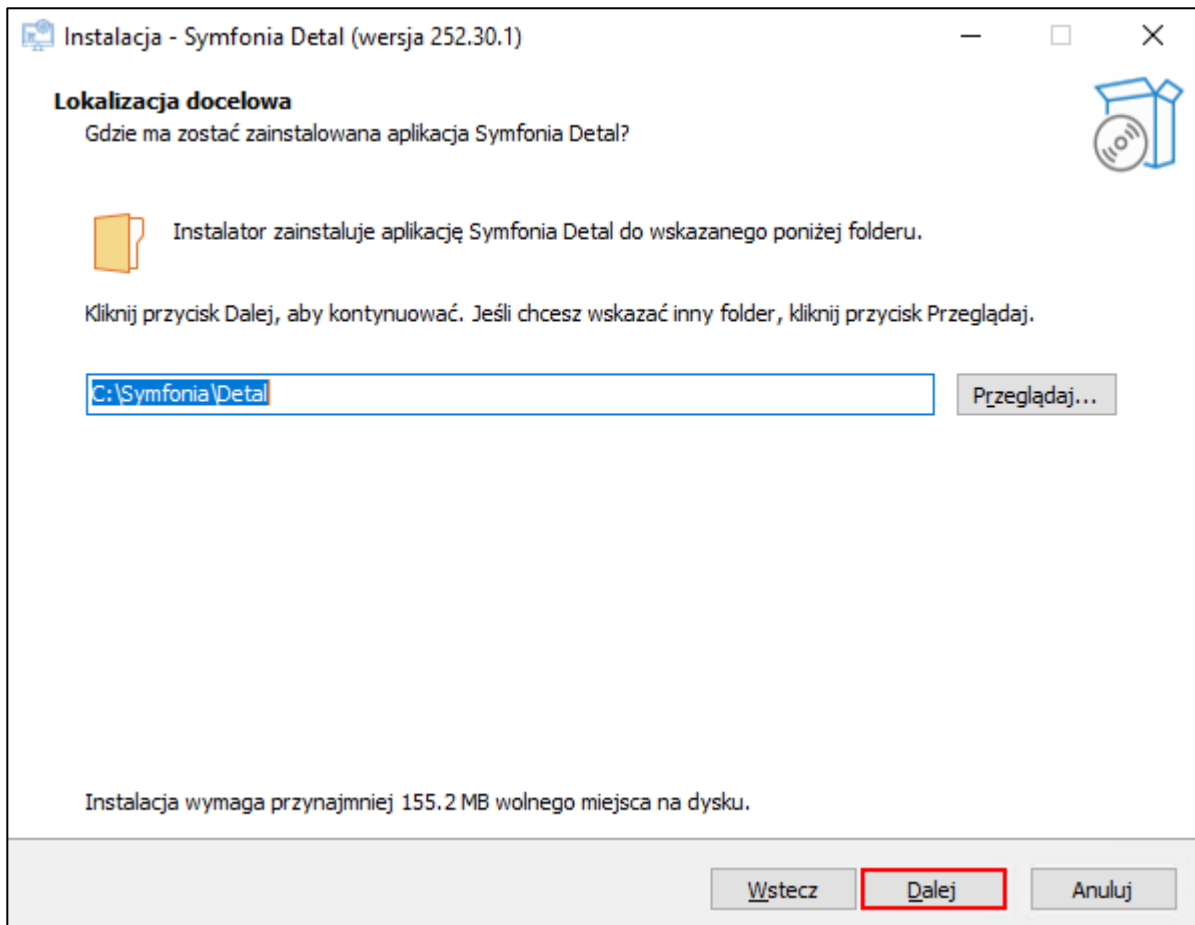 Instalacja - Symfonia Detal (wersja 252.30.1)
Lokalizacja docelowa
Gdzie ma zostać zainstalowana aplikacja Symfonia Detal?
Instalator zainstaluje aplikację Symfonia Detal do wskazanego poniżej folderu.
Kliknij przycisk Dalej, aby kontynuować. Jeśli chcesz wskazać inny folder, kliknij przycisk Przeglądaj.
C:\Symfonia\Detal
Przeglądaj...
Instalacja wymaga przynajmniej 155.2 MB wolnego miejsca na dysku.
Wstecz
Dalej
Anuluj